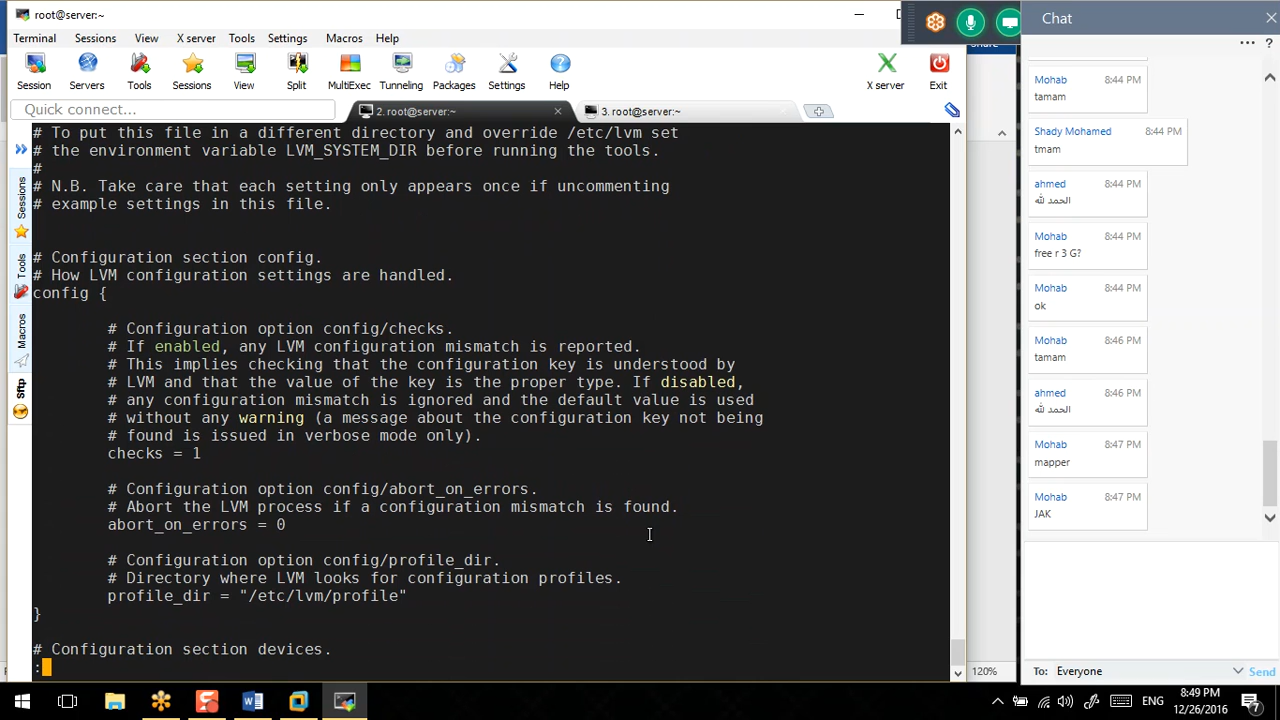 root@server:~
Terminal Sessions View X server Tools Settings Macros Help
Session Servers Tools Sessions View Split MultiExec Tunneling Packages Settings Help X server Exit
Quick connect...
2. root@server:~
3. root@server:~
Sessions
Tools
Macros
Sftp
# To put this file in a different directory and override /etc/lvm set
# the environment variable LVM_SYSTEM_DIR before running the tools.
#
# N.B. Take care that each setting only appears once if uncommenting
# example settings in this file.
# Configuration section config.
# How LVM configuration settings are handled.
config {
# Configuration option config/checks.
# If enabled, any LVM configuration mismatch is reported.
# This implies checking that the configuration key is understood by
# LVM and that the value of the key is the proper type. If disabled,
# any configuration mismatch is ignored and the default value is used
# without any warning (a message about the configuration key not being
# found is issued in verbose mode only).
checks = 1
# Configuration option config/abort_on_errors.
# Abort the LVM process if a configuration mismatch is found.
abort_on_errors = 0
# Configuration option config/profile_dir.
# Directory where LVM looks for configuration profiles.
profile_dir = "/etc/lvm/profile"
}
# Configuration section devices.
:
Share
120%
Chat
Mohab 8:44 PM
tamam
Shady Mohamed 8:44 PM
tmam
ahmed 8:44 PM
الحمد لله
Mohab 8:44 PM
free r 3 G?
Mohab 8:44 PM
ok
Mohab 8:46 PM
tamam
ahmed 8:46 PM
الحمد لله
Mohab 8:47 PM
mapper
Mohab 8:47 PM
JAK
To: Everyone Send
ENG
8:49 PM
12/26/2016
7